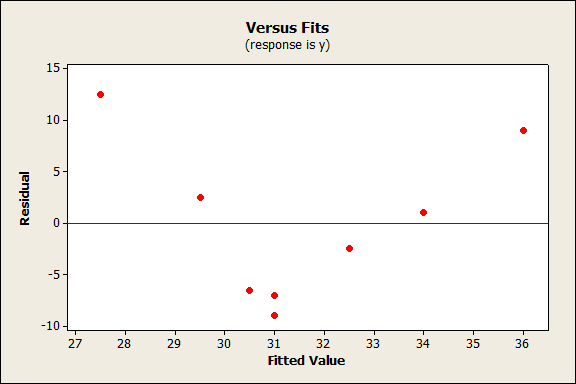 Versus Fits
(response is y)
15
10
5
0
-5
-10
Residual
27 28 29 30 31 32 33 34 35 36
Fitted Value